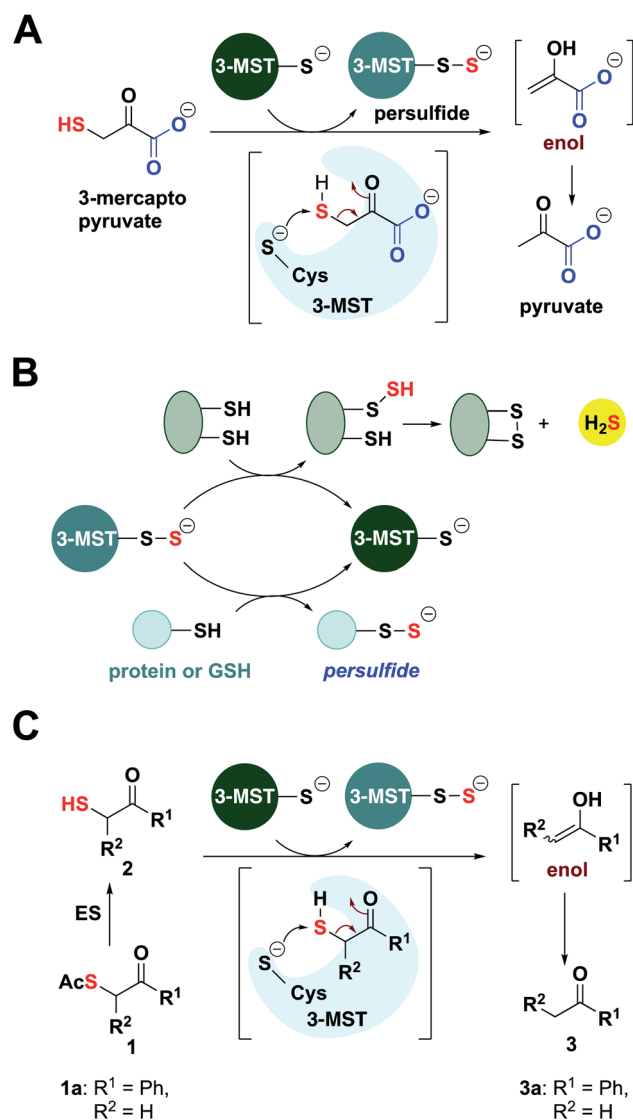 A
3-MST S⊖
3-MST S S⊖
persulfide
HS O O⊖ O
3-mercapto
pyruvate
OH O⊖ O
enol
H S O O⊖ O
S⊖
Cys
3-MST
O O⊖ O
pyruvate
B
SH
SH
SH
S
SH
S
S
+
H2S
3-MST S S⊖
3-MST S⊖
SH
S S⊖
protein or GSH
persulfide
C
HS O R1
R2
2
3-MST S⊖
3-MST S S⊖
OH
R2 R1
enol
ES
H S O R1
R2
S⊖
Cys
3-MST
AcS O R1
R2
1
R2 O R1
3
1a: R1 = Ph,
R2 = H
3a: R1 = Ph,
R2 = H